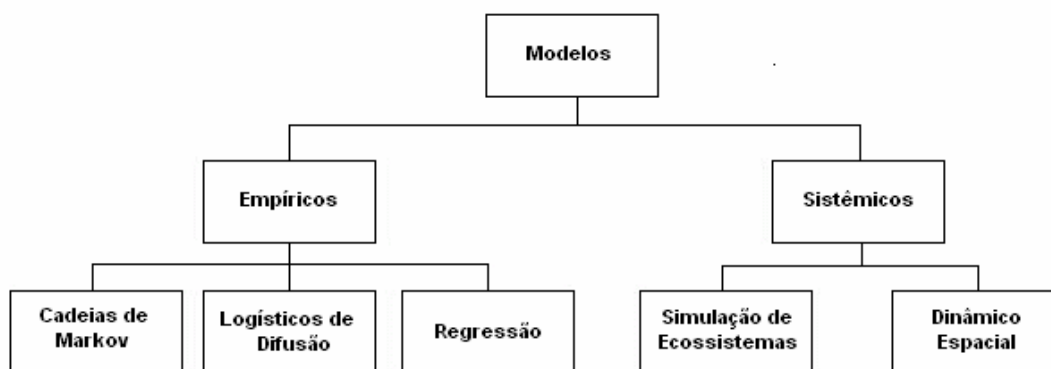 Modelos
Empíricos
Sistêmicos
Cadeias de
Markov
Logísticos de
Difusão
Regressão
Simulação de
Ecossistemas
Dinâmico
Espacial